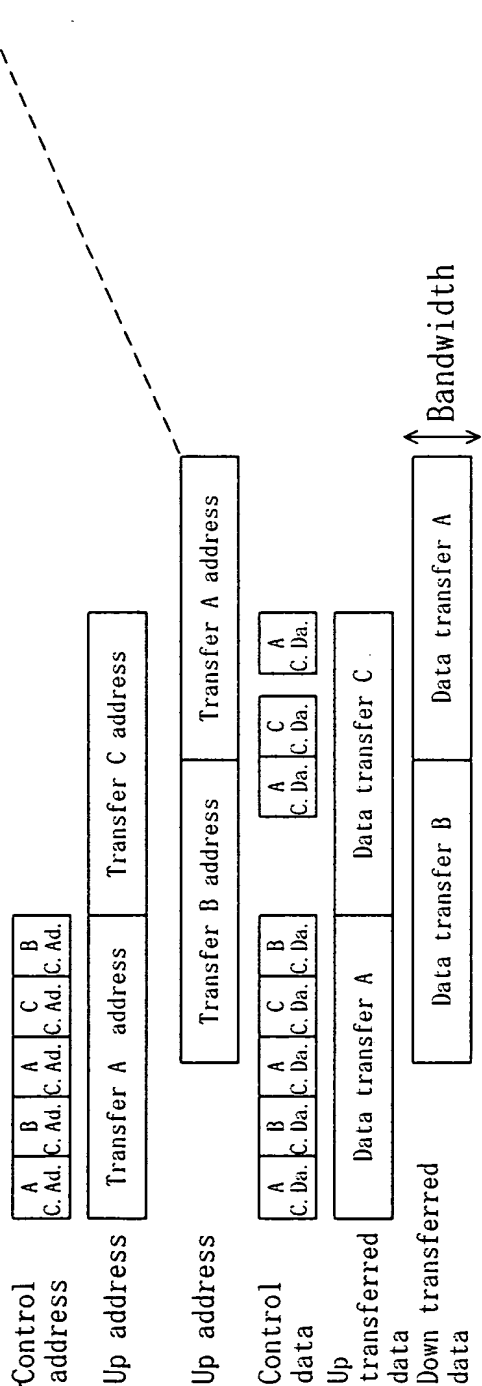 Control
address
A
C. Ad.
B
C. Ad.
A
C. Ad.
C
C. Ad.
B
C. Ad.
Up address
Transfer A address
Transfer C address
Up address
Transfer B address
Transfer A address
Control
data
A
C. Da.
B
C. Da.
A
C. Da.
C
C. Da.
B
C. Da.
A
C. Da.
C
C. Da.
A
C. Da.
Up
transferred
data
Data transfer A
Data transfer C
Down transferred
data
Data transfer B
Data transfer A
Bandwidth